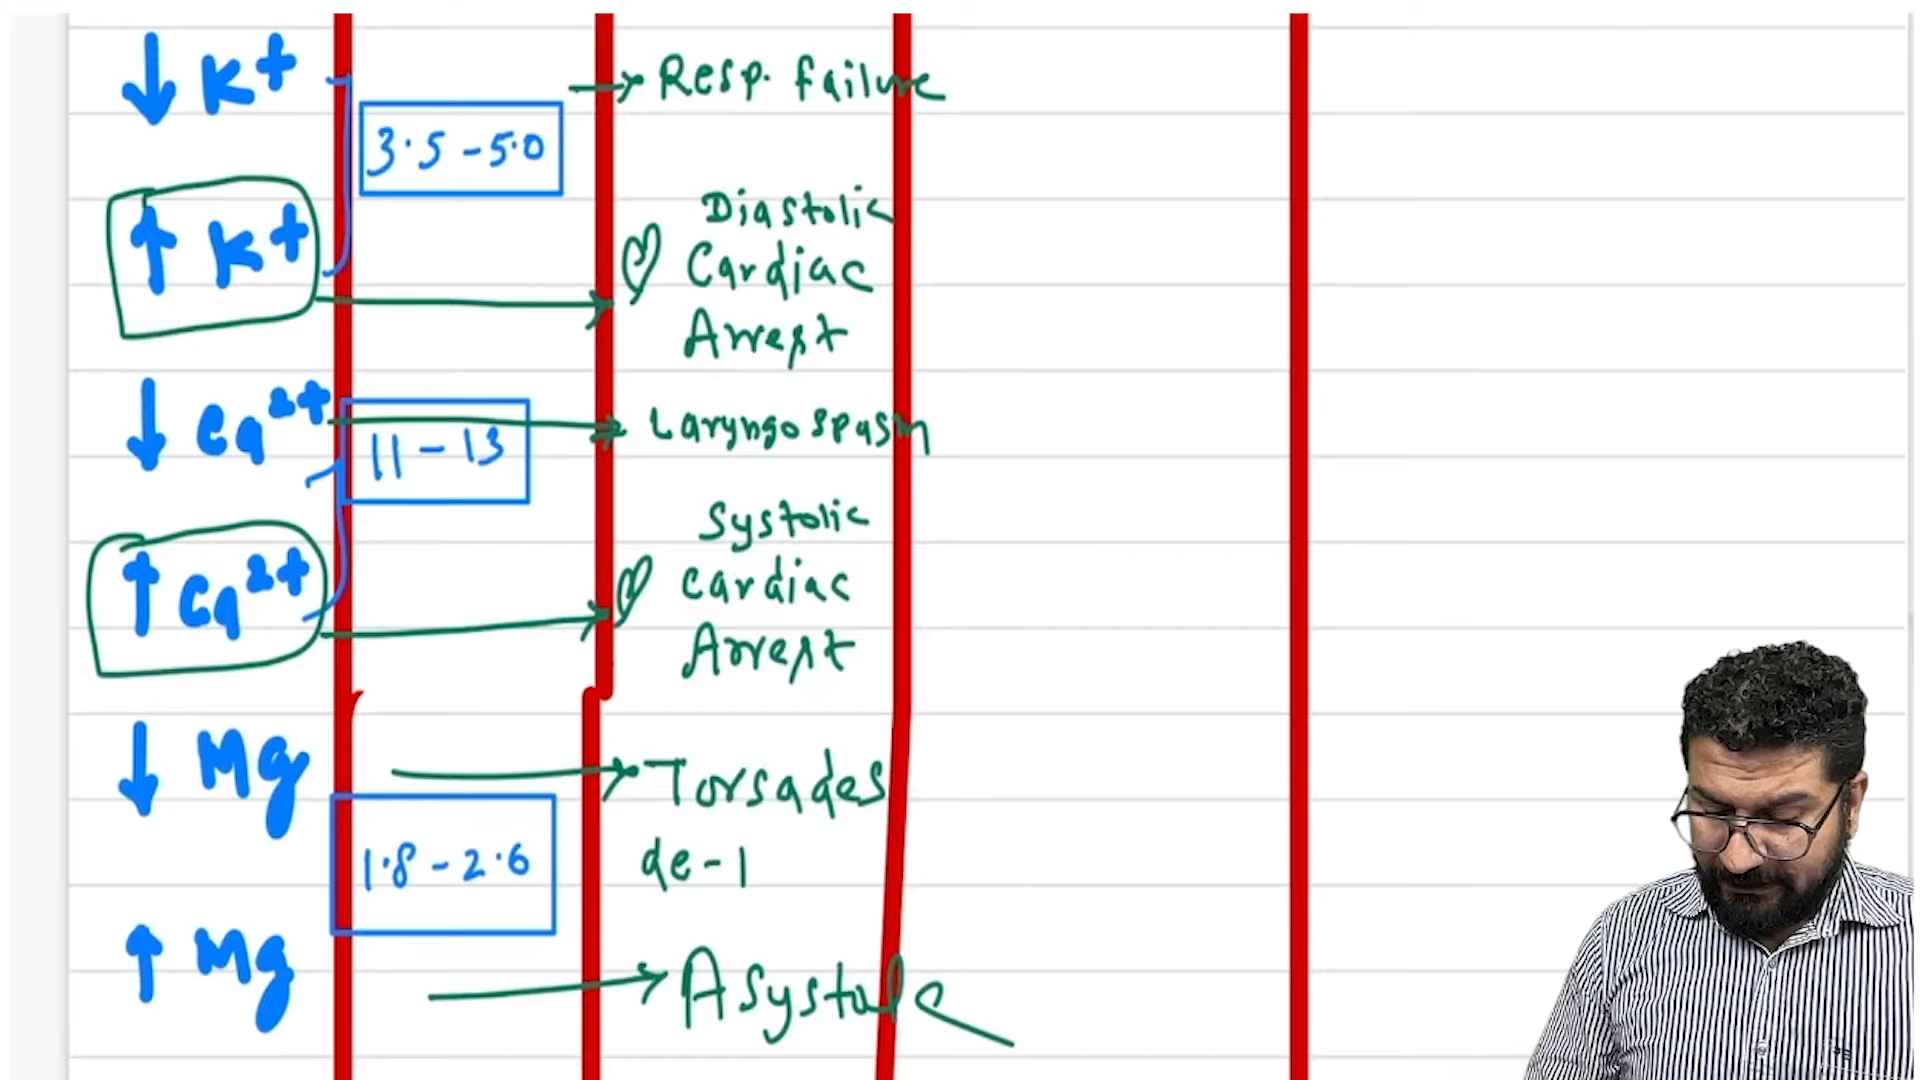 ↓ K+
→ Resp. failure
3.5 - 5.0
↑ K+
Diastolic
Cardiac
Arrest
↓ Ca2+
→ Laryngospasm
11 - 13
↑ Ca2+
Systolic
Cardiac
Arrest
↓ Mg
→ Torsades
de-1
1.8 - 2.6
↑ Mg
→ Asystole